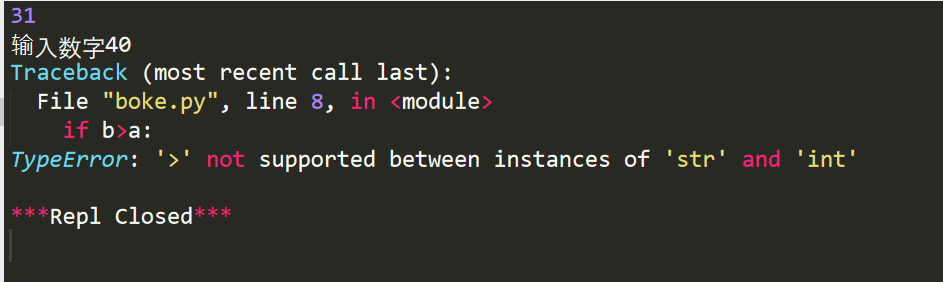 31
输入数字40
Traceback (most recent call last):
  File "boke.py", line 8, in <module>
    if b>a:
TypeError: '>' not supported between instances of 'str' and 'int'
***Repl Closed***